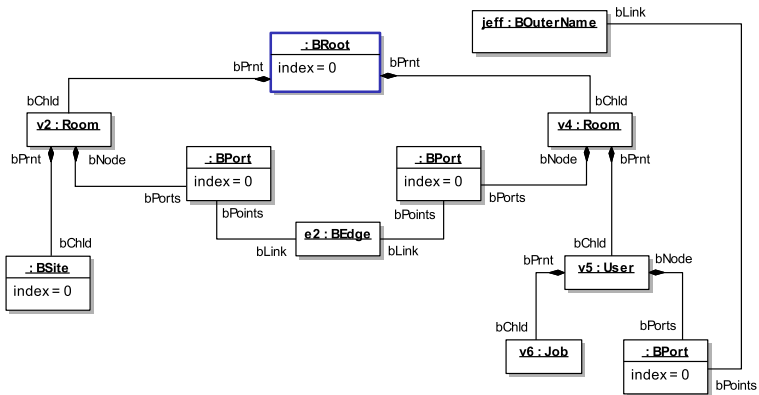 bLink
jeff : BOuterName
: BRoot
index = 0
bPrnt
bPrnt
bChld
bChld
v2 : Room
v4 : Room
bPrnt
bNode
: BPort
index = 0
: BPort
index = 0
bNode
bPrnt
bPorts
bPorts
bPoints
bPoints
e2 : BEdge
bLink
bLink
bChld
bChld
: BSite
index = 0
bPrnt
v5 : User
bNode
bChld
bPorts
v6 : Job
: BPort
index = 0
bPoints